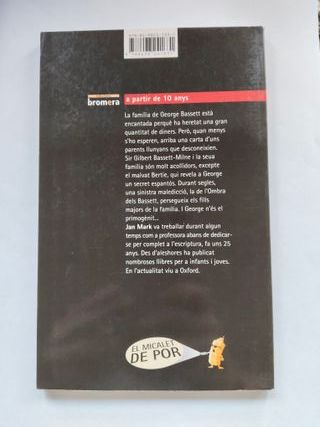 bromera
a partir de 10 anys
La família de George Bassett està
encantada perquè ha heretat una gran
quantitat de diners. Però, quan menys
s'ho esperen, arriba una carta d'uns
parents llunyans que desconeixien.
Sir Gilbert Bassett-Milne i la seua
família són molt acollidors, excepte
el malvat Bertie, qui revela a George
un secret espantós. Durant segles,
una sinistra maledicció, la de l'Ombra
dels Bassett, persegueix els fills
majors de la família. I George n'és el
primogènit...
Jan Mark va treballar durant algun
temps com a professora abans de dedicar-
se per complet a l'escriptura, fa uns 25
anys. Des d'aleshores ha publicat
nombrosos llibres per a infants i joves.
En l'actualitat viu a Oxford.
EL MICALET
DE POR